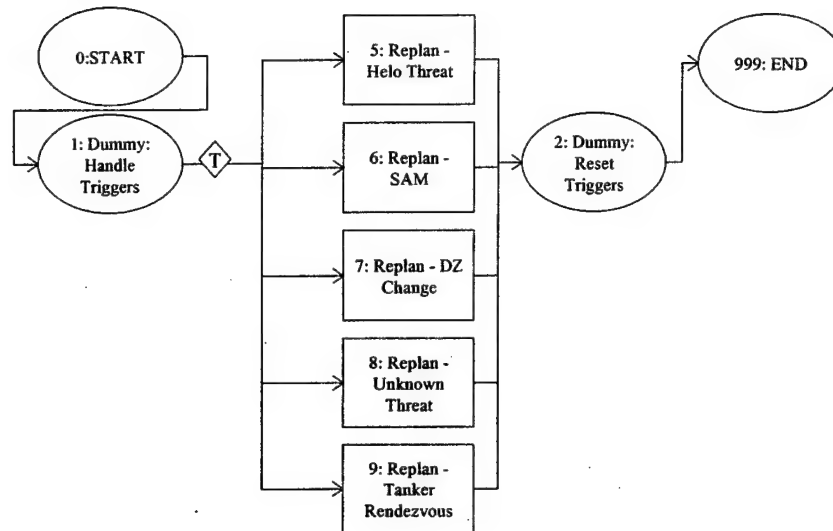 0:START
1: Dummy:
Handle
Triggers
T
5: Replan -
Helo Threat
6: Replan -
SAM
7: Replan - DZ
Change
8: Replan -
Unknown
Threat
9: Replan -
Tanker
Rendezvous
2: Dummy:
Reset
Triggers
999: END